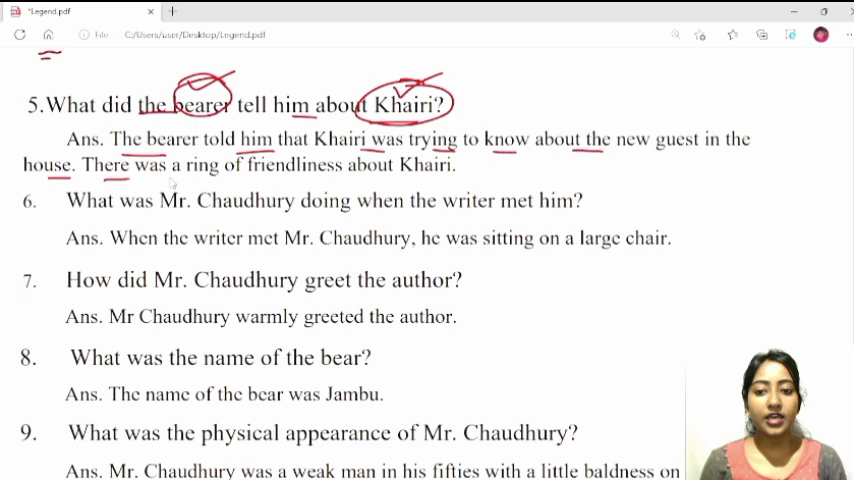 *Legend.pdf
File C:/Users/user/Desktop/Legend.pdf
5.What did the bearer tell him about Khairi?
Ans. The bearer told him that Khairi was trying to know about the new guest in the
house. There was a ring of friendliness about Khairi.
6. What was Mr. Chaudhury doing when the writer met him?
Ans. When the writer met Mr. Chaudhury, he was sitting on a large chair.
7. How did Mr. Chaudhury greet the author?
Ans. Mr Chaudhury warmly greeted the author.
8. What was the name of the bear?
Ans. The name of the bear was Jambu.
9. What was the physical appearance of Mr. Chaudhury?
Ans. Mr. Chaudhury was a weak man in his fifties with a little baldness on